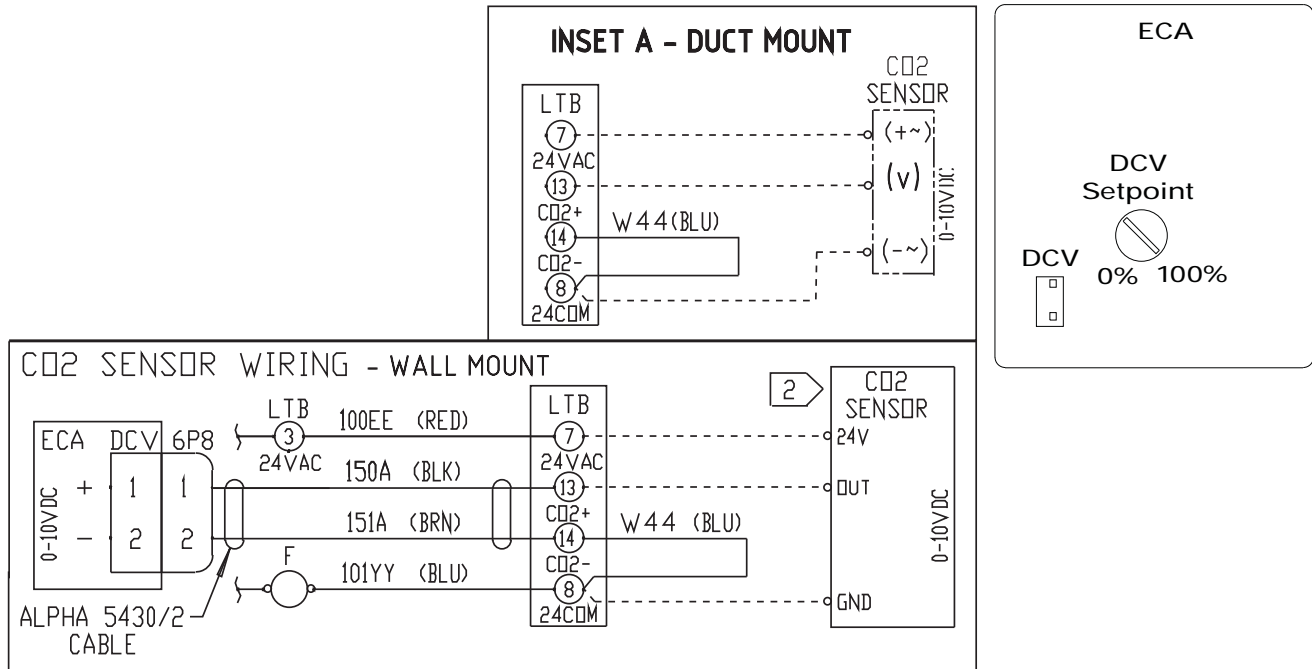 INSET A - DUCT MOUNT
LTB
7
24VAC
13
CO2+
14
CO2-
8
24COM
W44(BLU)
CO2
SENSOR
(+~)
(V)
(-~)
0-10VDC
ECA
DCV
Setpoint
DCV
0% 100%
CO2 SENSOR WIRING - WALL MOUNT
ECA DCV 6P8
0-10VDC
+ 1 1
- 2 2
ALPHA 5430/2
CABLE
LTB
3
24VAC
100EE (RED)
150A (BLK)
151A (BRN)
F
101YY (BLU)
LTB
7
24VAC
13
CO2+
14
CO2-
8
24COM
W44 (BLU)
2
CO2
SENSOR
24V
OUT
GND
0-10VDC